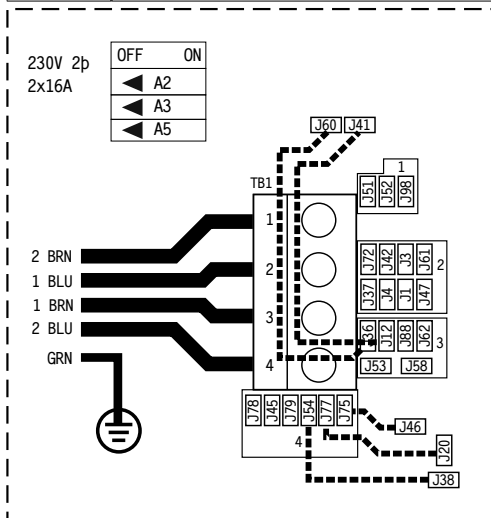 230V 2þ
2x16A
OFF ON
◀ A2
◀ A3
◀ A5
J60 J41
TB1
1
J51 J52 J98
1
2 BRN
1 BLU
1 BRN
2 BLU
GRN
2
3
4
J72 J42 J3 J61
J37 J4 J1 J47
2
J36 J12 J88 J62
J53 J58
3
J78 J45 J79 J54 J77 J75
4
J46
J20
J38